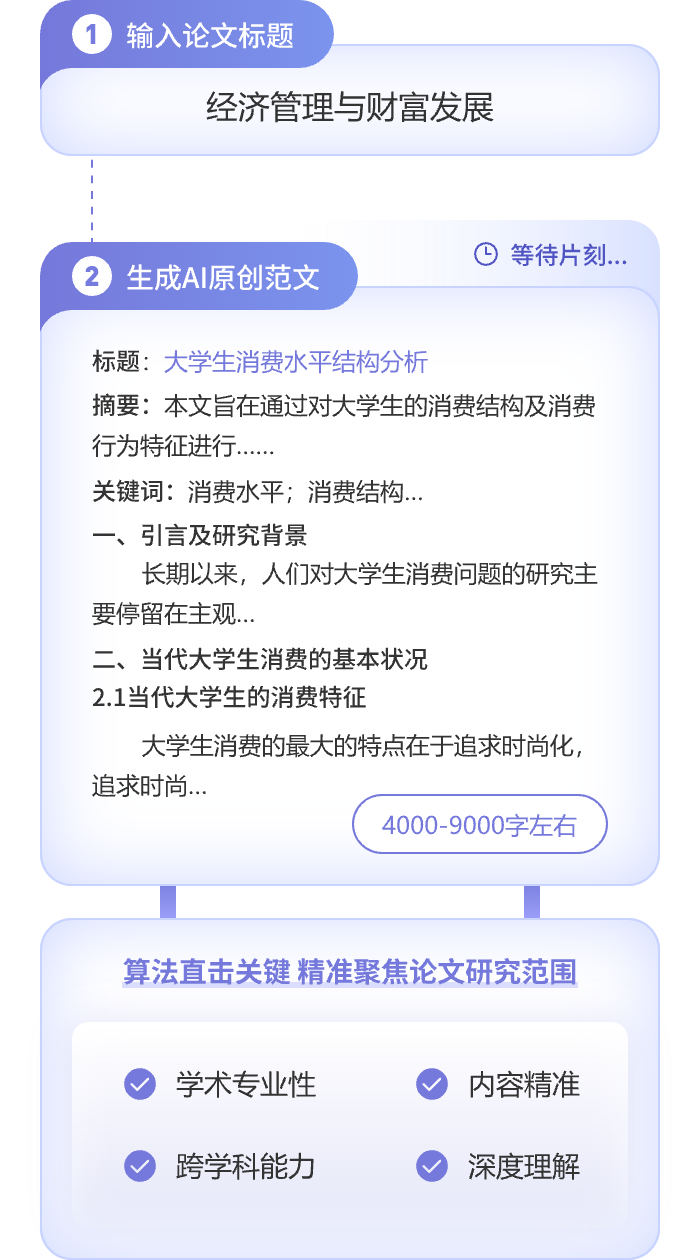 1 输入论文标题
经济管理与财富发展
等待片刻...
2 生成AI原创范文
标题：大学生消费水平结构分析
摘要：本文旨在通过对大学生的消费结构及消费
行为特征进行......
关键词：消费水平；消费结构...
一、引言及研究背景
长期以来，人们对大学生消费问题的研究主
要停留在主观...
二、当代大学生消费的基本状况
2.1当代大学生的消费特征
大学生消费的最大的特点在于追求时尚化，
追求时尚...
4000-9000字左右
算法直击关键 精准聚焦论文研究范围
学术专业性 内容精准
跨学科能力 深度理解